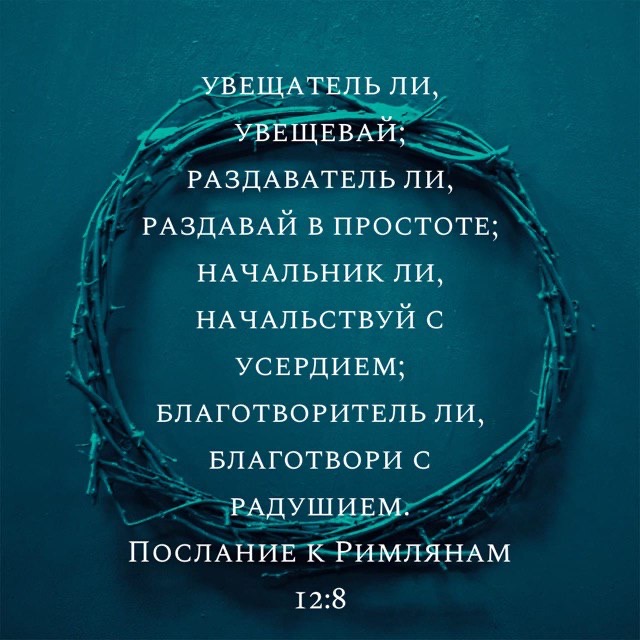 УВЕЩАТЕЛЬ ЛИ,
УВЕЩЕВАЙ;
РАЗДАВАТЕЛЬ ЛИ,
РАЗДАВАЙ В ПРОСТОТЕ;
НАЧАЛЬНИК ЛИ,
НАЧАЛЬСТВУЙ С
УСЕРДИЕМ;
БЛАГОТВОРИТЕЛЬ ЛИ,
БЛАГОТВОРИ С
РАДУШИЕМ.
Послание к Римлянам
12:8